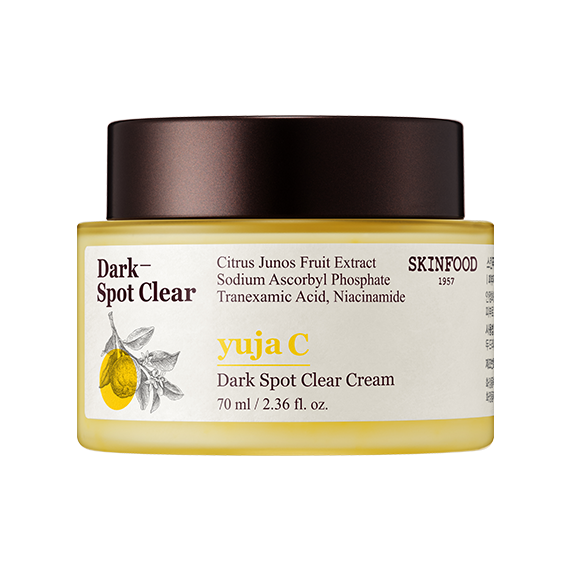 Dark–
Spot Clear
Citrus Junos Fruit Extract
Sodium Ascorbyl Phosphate
Tranexamic Acid, Niacinamide
SKINFOOD
1957
yuja C
Dark Spot Clear Cream
70 ml / 2.36 fl. oz.